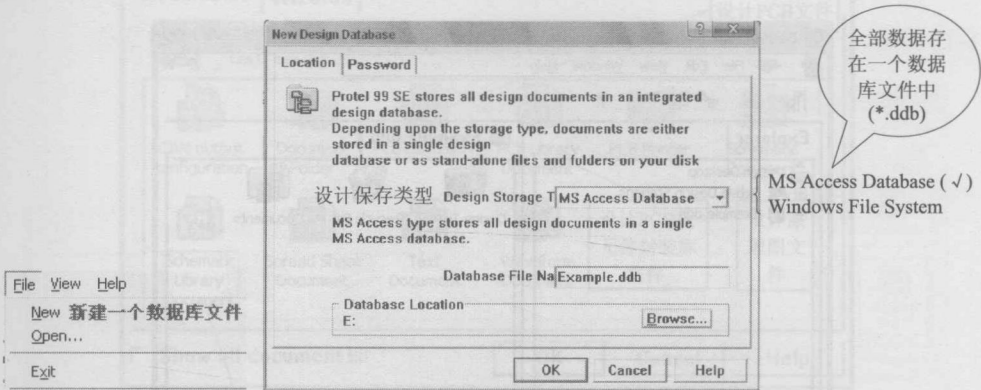 New Design Database
Location
Password
Protel 99 SE stores all design documents in an integrated
design database.
Depending upon the storage type, documents are either
stored in a single design
database or as stand-alone files and folders on your disk
设计保存类型 Design Storage T MS Access Database
MS Access type stores all design documents in a single
MS Access database.
Database File Na Example.ddb
Database Location
E:
Browse...
OK
Cancel
Help
全部数据存
在一个数据
库文件中
(*.ddb)
MS Access Database (√)
Windows File System
File View Help
New 新建一个数据库文件
Open...
Exit